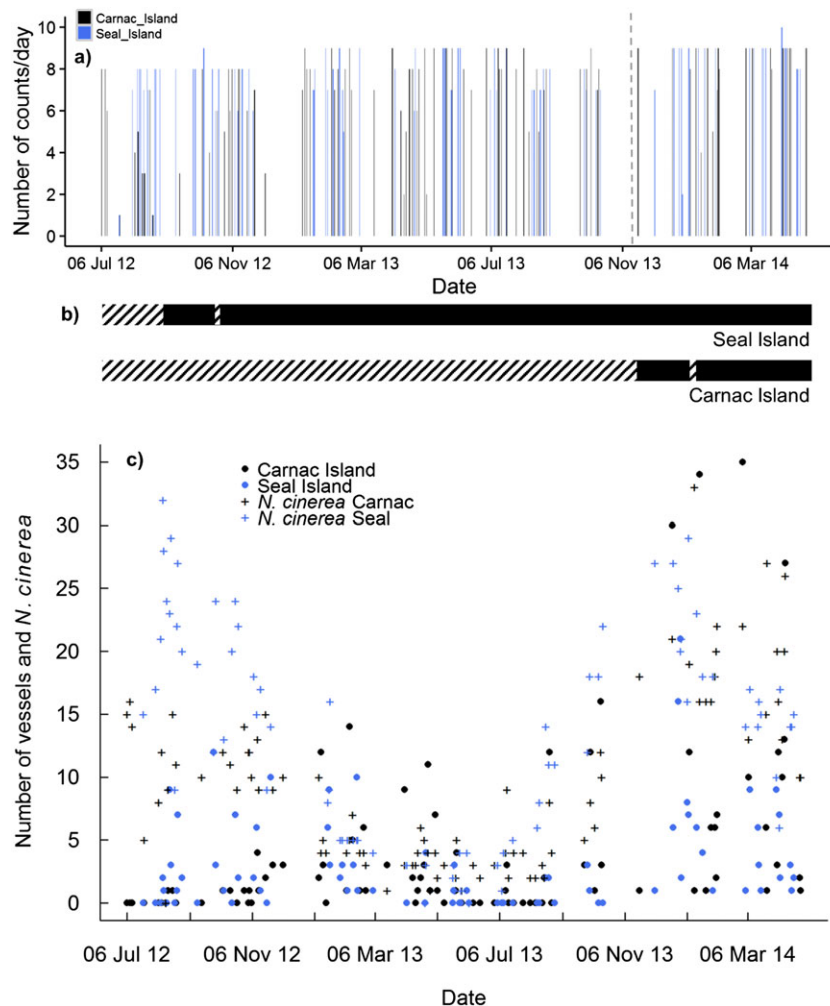 Carnac_Island
Seal_Island
a)
Number of counts/day
10
8
6
4
2
0
06 Jul 12 06 Nov 12 06 Mar 13 06 Jul 13 06 Nov 13 06 Mar 14
Date
b)
Seal Island
Carnac Island
c)
Carnac Island
Seal Island
N. cinerea Carnac
N. cinerea Seal
Number of vessels and N. cinerea
35
30
25
20
15
10
5
0
06 Jul 12 06 Nov 12 06 Mar 13 06 Jul 13 06 Nov 13 06 Mar 14
Date